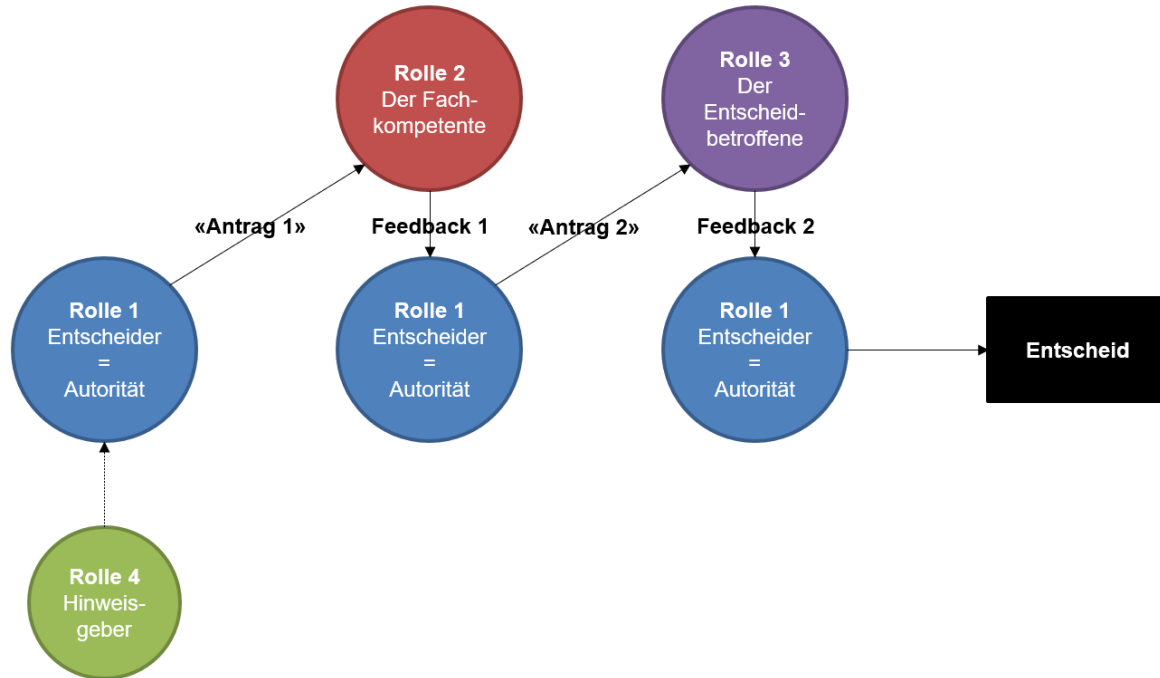 Rolle 2
Der Fach-
kompetente
Rolle 3
Der
Entscheid-
betroffene
«Antrag 1»
Feedback 1
«Antrag 2»
Feedback 2
Rolle 1
Entscheider
=
Autorität
Rolle 1
Entscheider
=
Autorität
Rolle 1
Entscheider
=
Autorität
Entscheid
Rolle 4
Hinweis-
geber